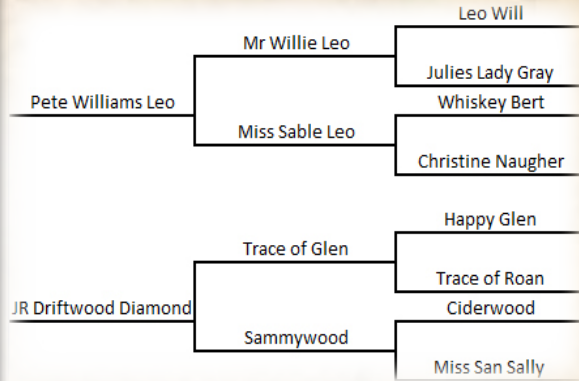 Leo Will
Mr Willie Leo
Julies Lady Gray
Pete Williams Leo
Whiskey Bert
Miss Sable Leo
Christine Naugher
Happy Glen
Trace of Glen
Trace of Roan
JR Driftwood Diamond
Ciderwood
Sammywood
Miss San Sally